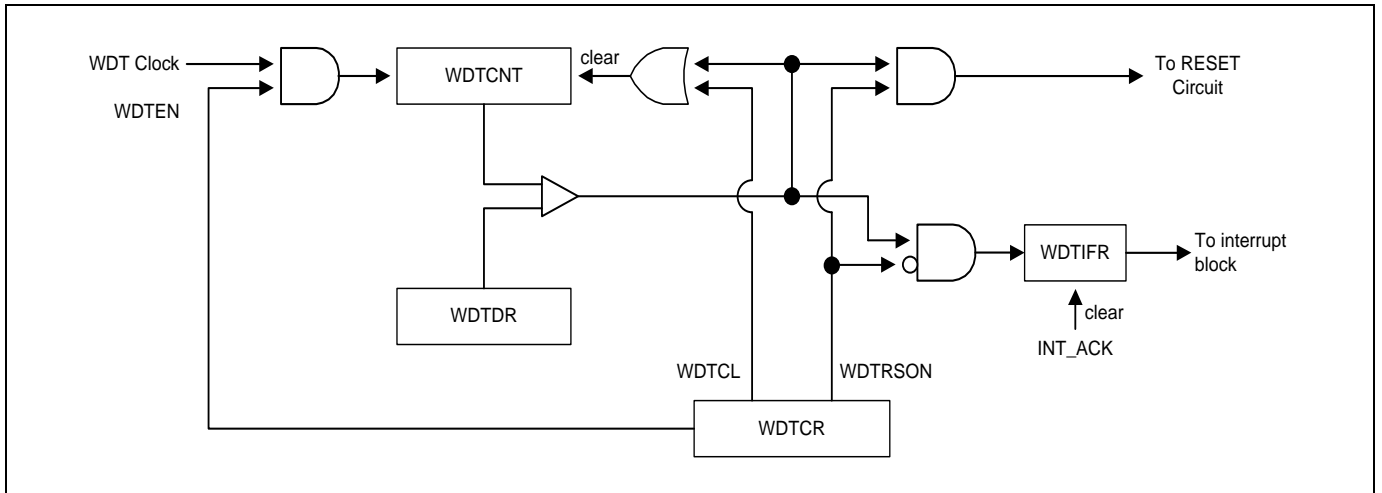 WDT Clock
WDTEN
WDTCNT
clear
To RESET
Circuit
WDTDR
WDTIFR
To interrupt
block
clear
INT_ACK
WDTCL
WDTRSON
WDTCR